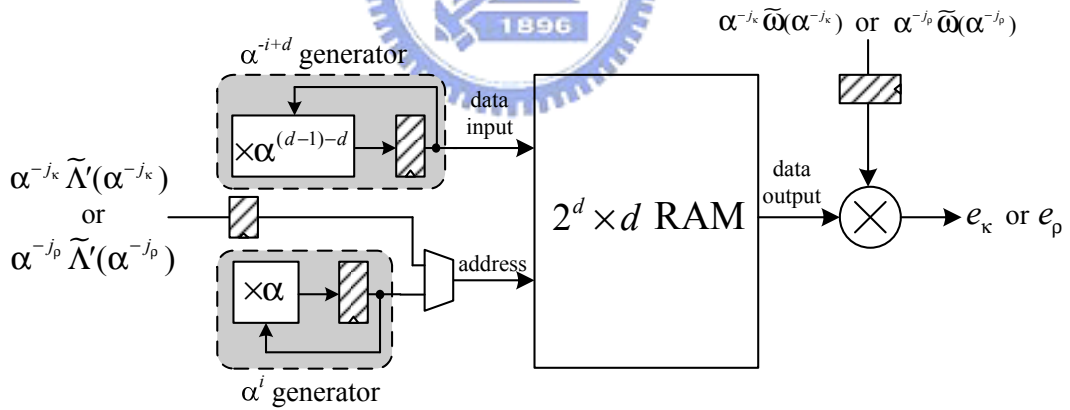 1896
α^{-j_κ} ω̃(α^{-j_κ}) or α^{-j_ρ} ω̃(α^{-j_ρ})
α^{-i+d} generator
data
input
×α^{(d-1)-d}
α^{-j_κ} Λ̃′(α^{-j_κ})
or
α^{-j_ρ} Λ̃′(α^{-j_ρ})
2^d × d RAM
data
output
e_κ or e_ρ
address
×α
α^i generator